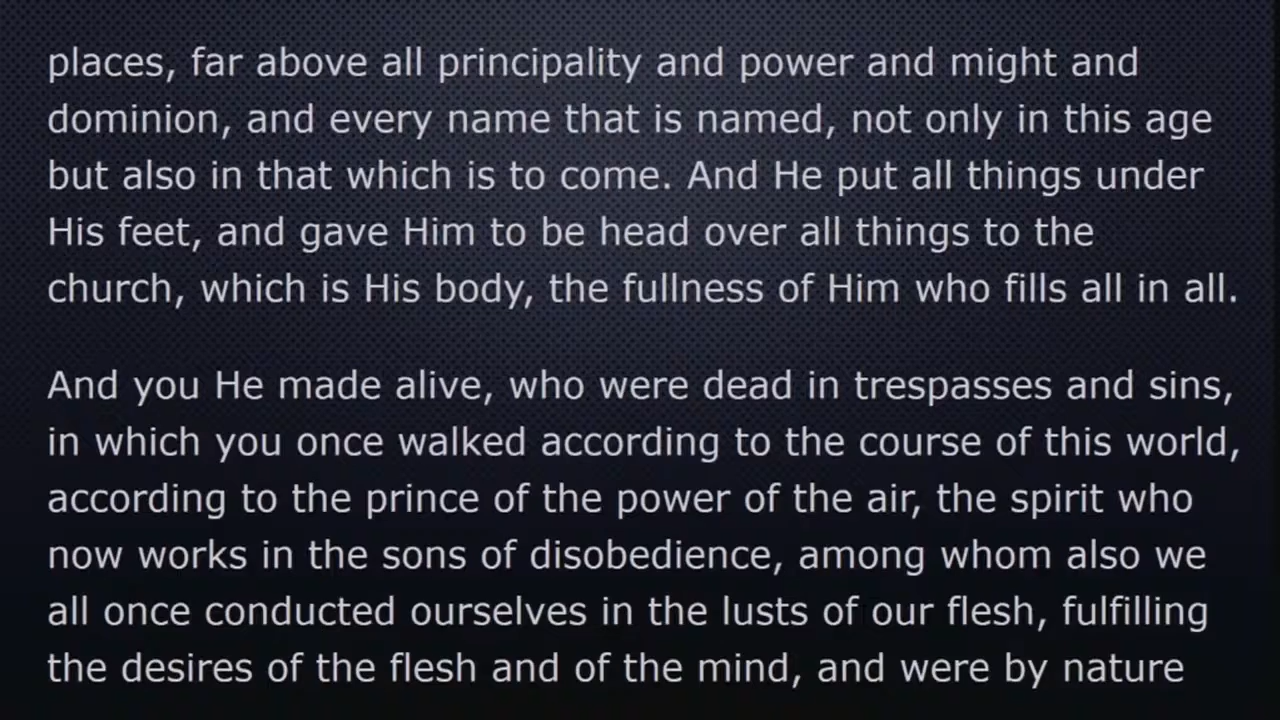 places, far above all principality and power and might and
dominion, and every name that is named, not only in this age
but also in that which is to come. And He put all things under
His feet, and gave Him to be head over all things to the
church, which is His body, the fullness of Him who fills all in all.
And you He made alive, who were dead in trespasses and sins,
in which you once walked according to the course of this world,
according to the prince of the power of the air, the spirit who
now works in the sons of disobedience, among whom also we
all once conducted ourselves in the lusts of our flesh, fulfilling
the desires of the flesh and of the mind, and were by nature